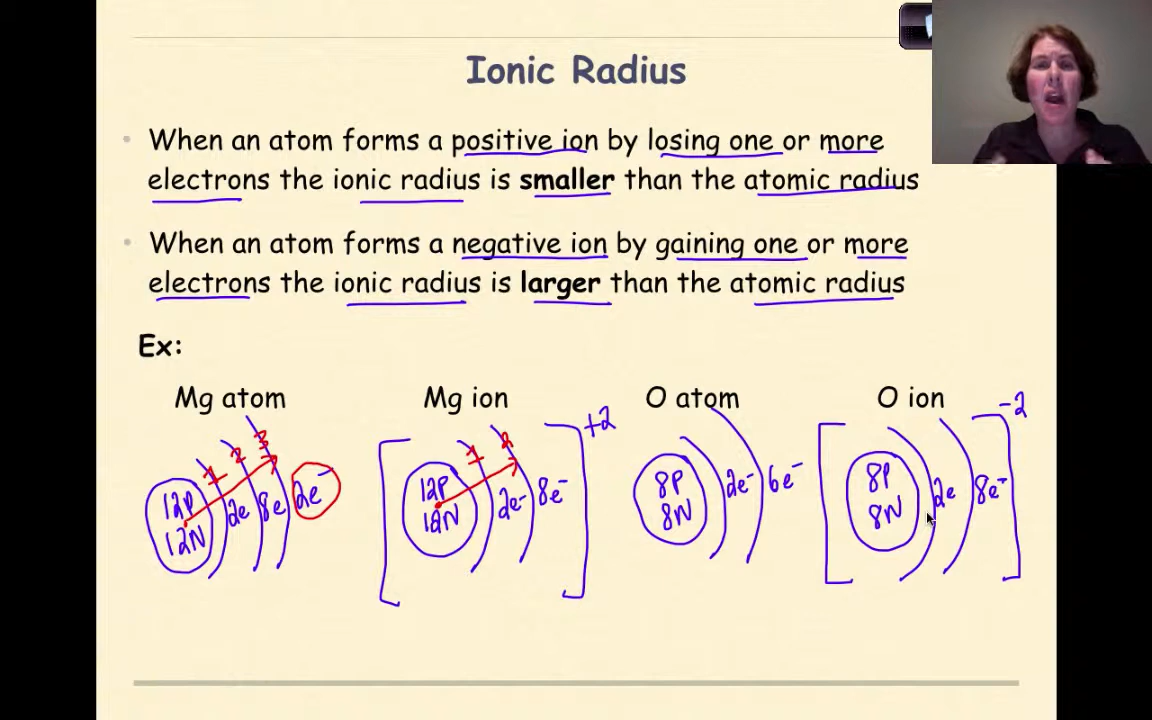 Ionic Radius
• When an atom forms a positive ion by losing one or more
electrons the ionic radius is smaller than the atomic radius
• When an atom forms a negative ion by gaining one or more
electrons the ionic radius is larger than the atomic radius
Ex:
Mg atom Mg ion O atom O ion
12P 12N 1 2 3 2e 8e 2e⁻
12P 12N 1 2 2e⁻ 8e⁻ +2
8P 8N 2e⁻ 6e⁻
8P 8N 2e 8e⁻ -2